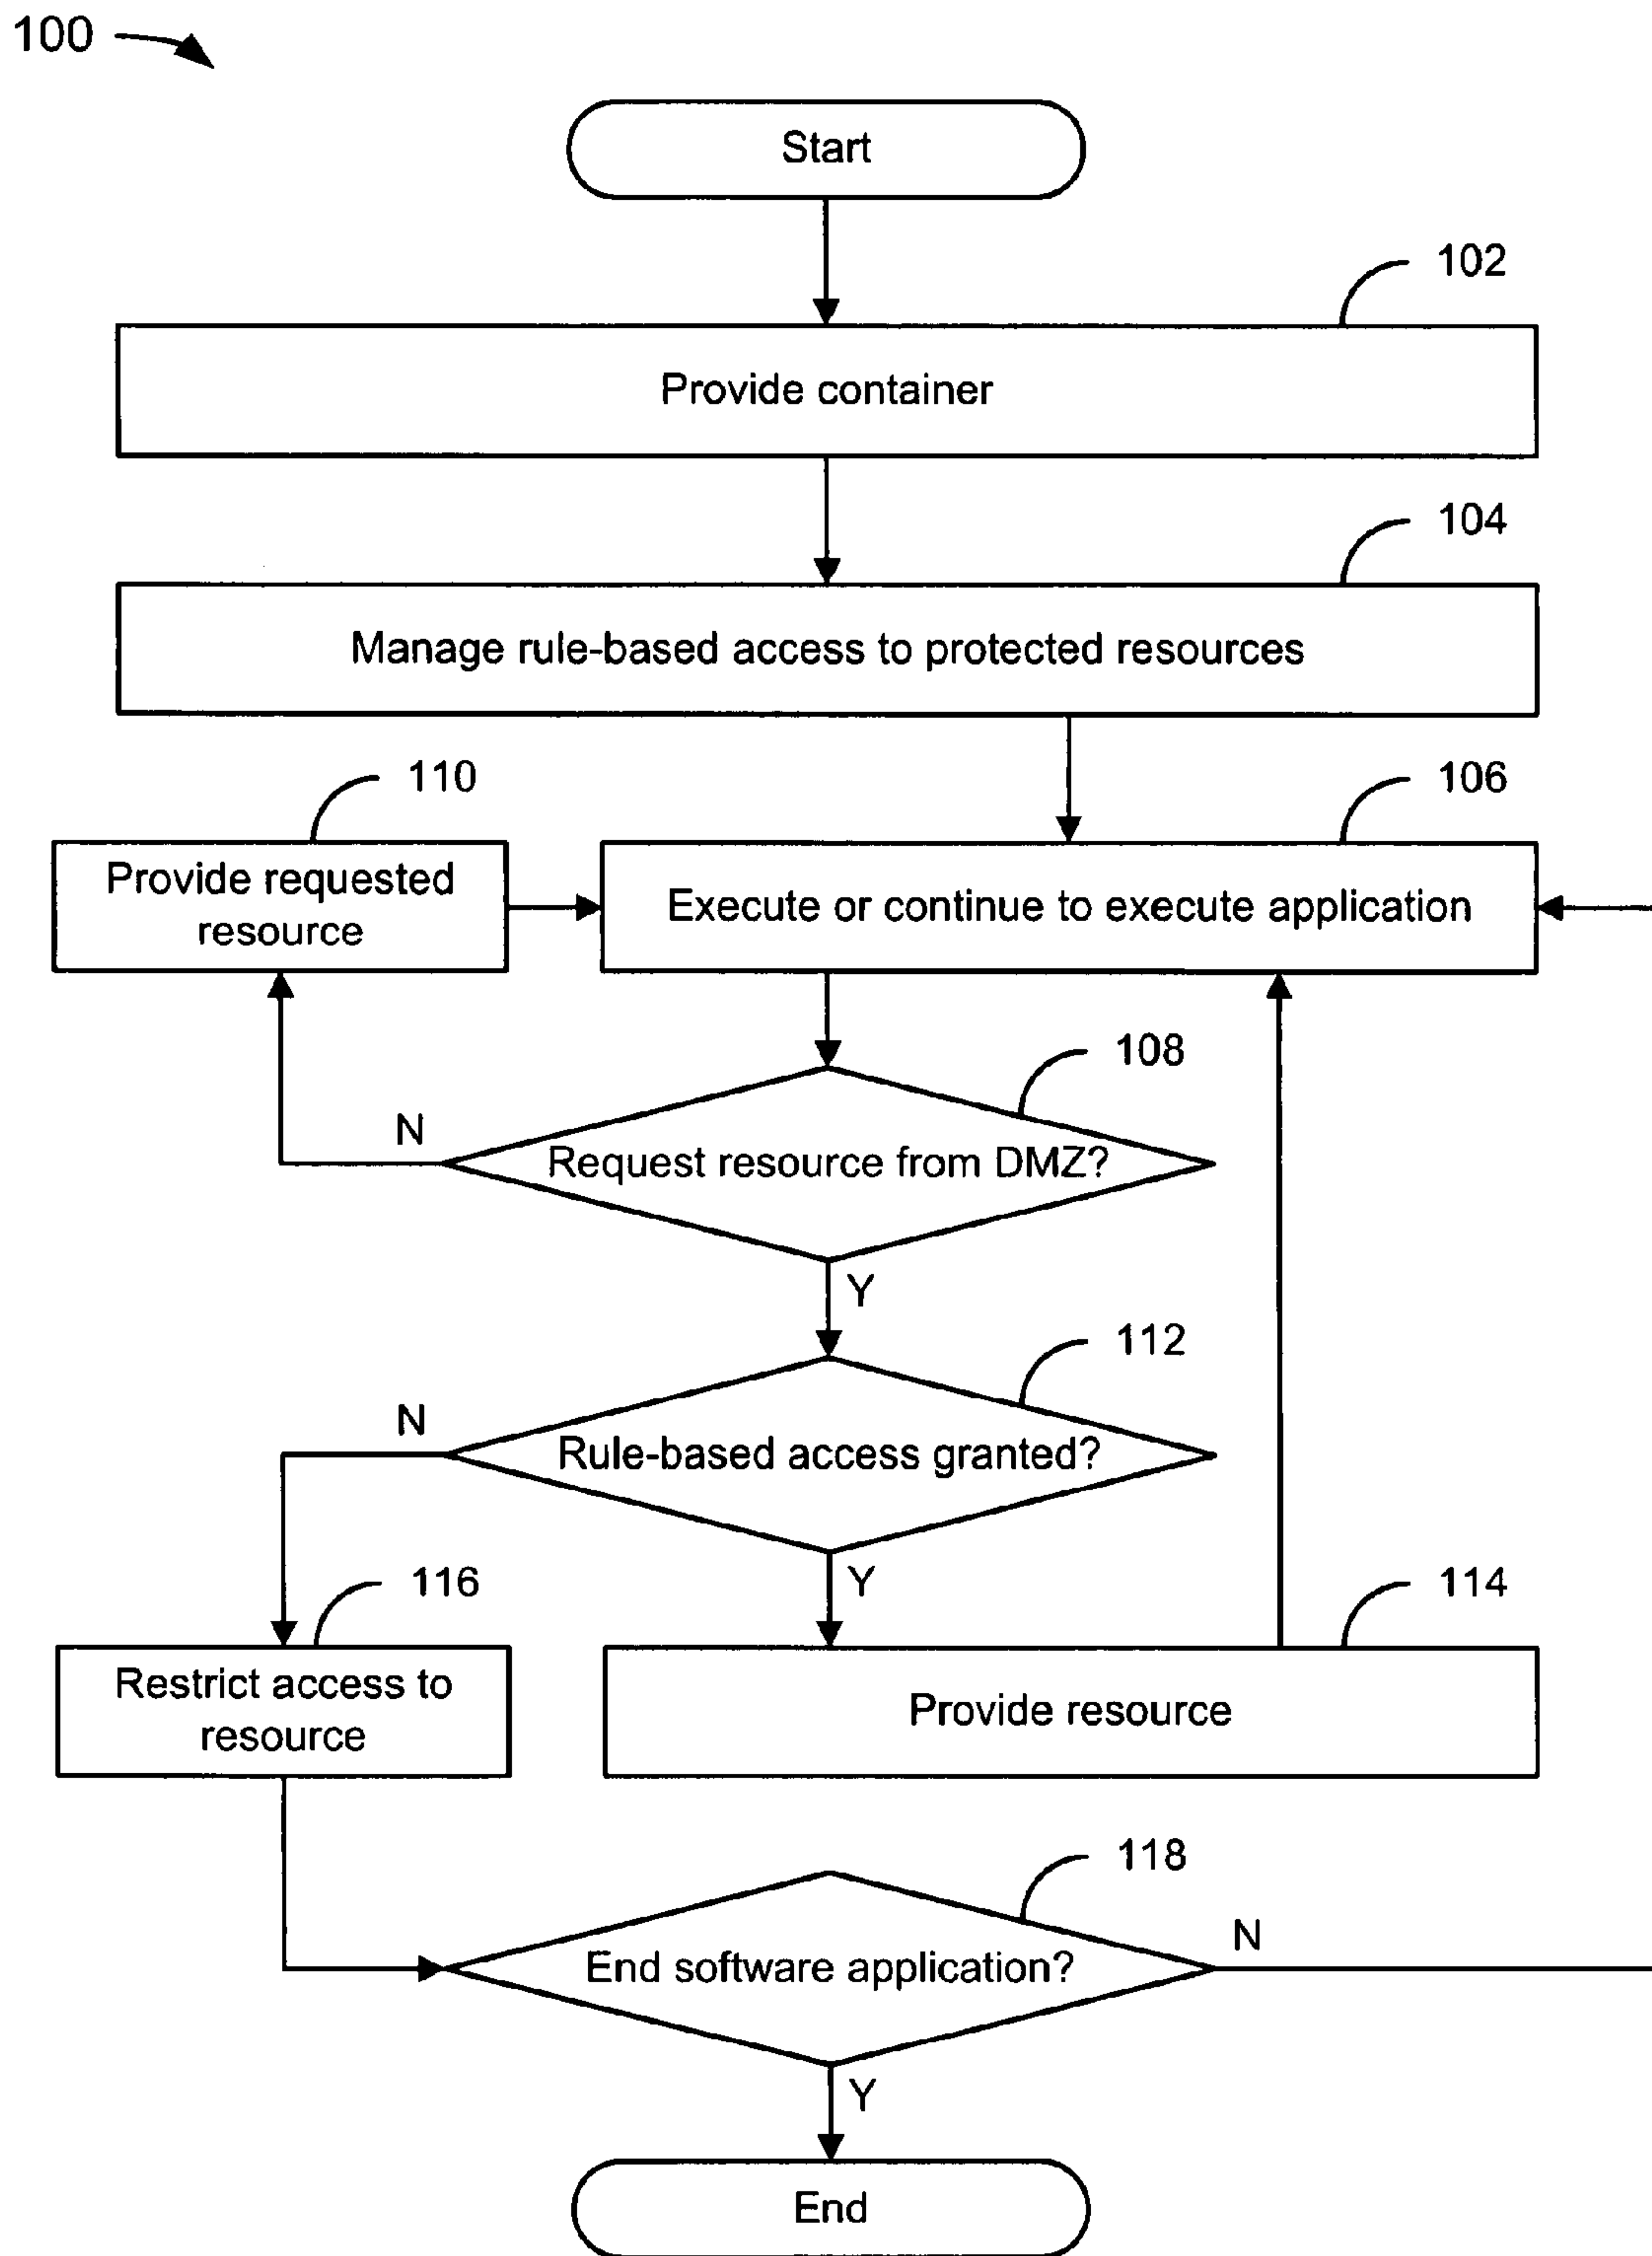 100
Start
102
Provide container
104
Manage rule-based access to protected resources
110
106
Provide requested
resource
Execute or continue to execute application
108
N
Request resource from DMZ?
Y
112
N
Rule-based access granted?
Y
116
114
Restrict access to
resource
Provide resource
118
N
End software application?
Y
End